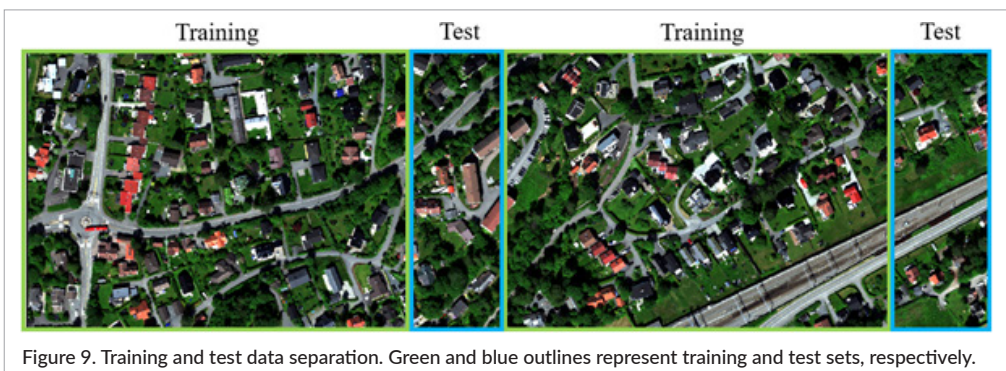 Training Test Training Test
Figure 9. Training and test data separation. Green and blue outlines represent training and test sets, respectively.